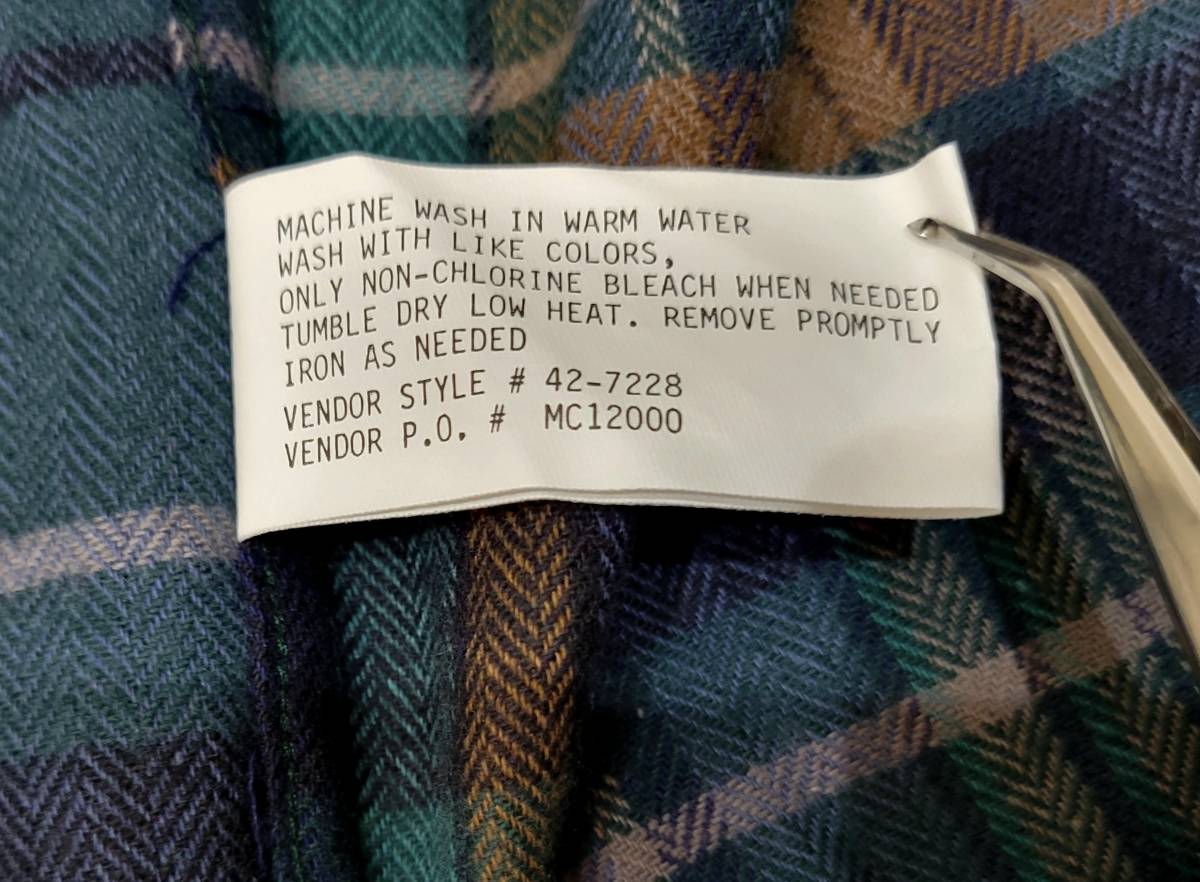 MACHINE WASH IN WARM WATER
WASH WITH LIKE COLORS,
ONLY NON-CHLORINE BLEACH WHEN NEEDED
TUMBLE DRY LOW HEAT. REMOVE PROMPTLY
IRON AS NEEDED
VENDOR STYLE # 42-7228
VENDOR P.O. # MC12000